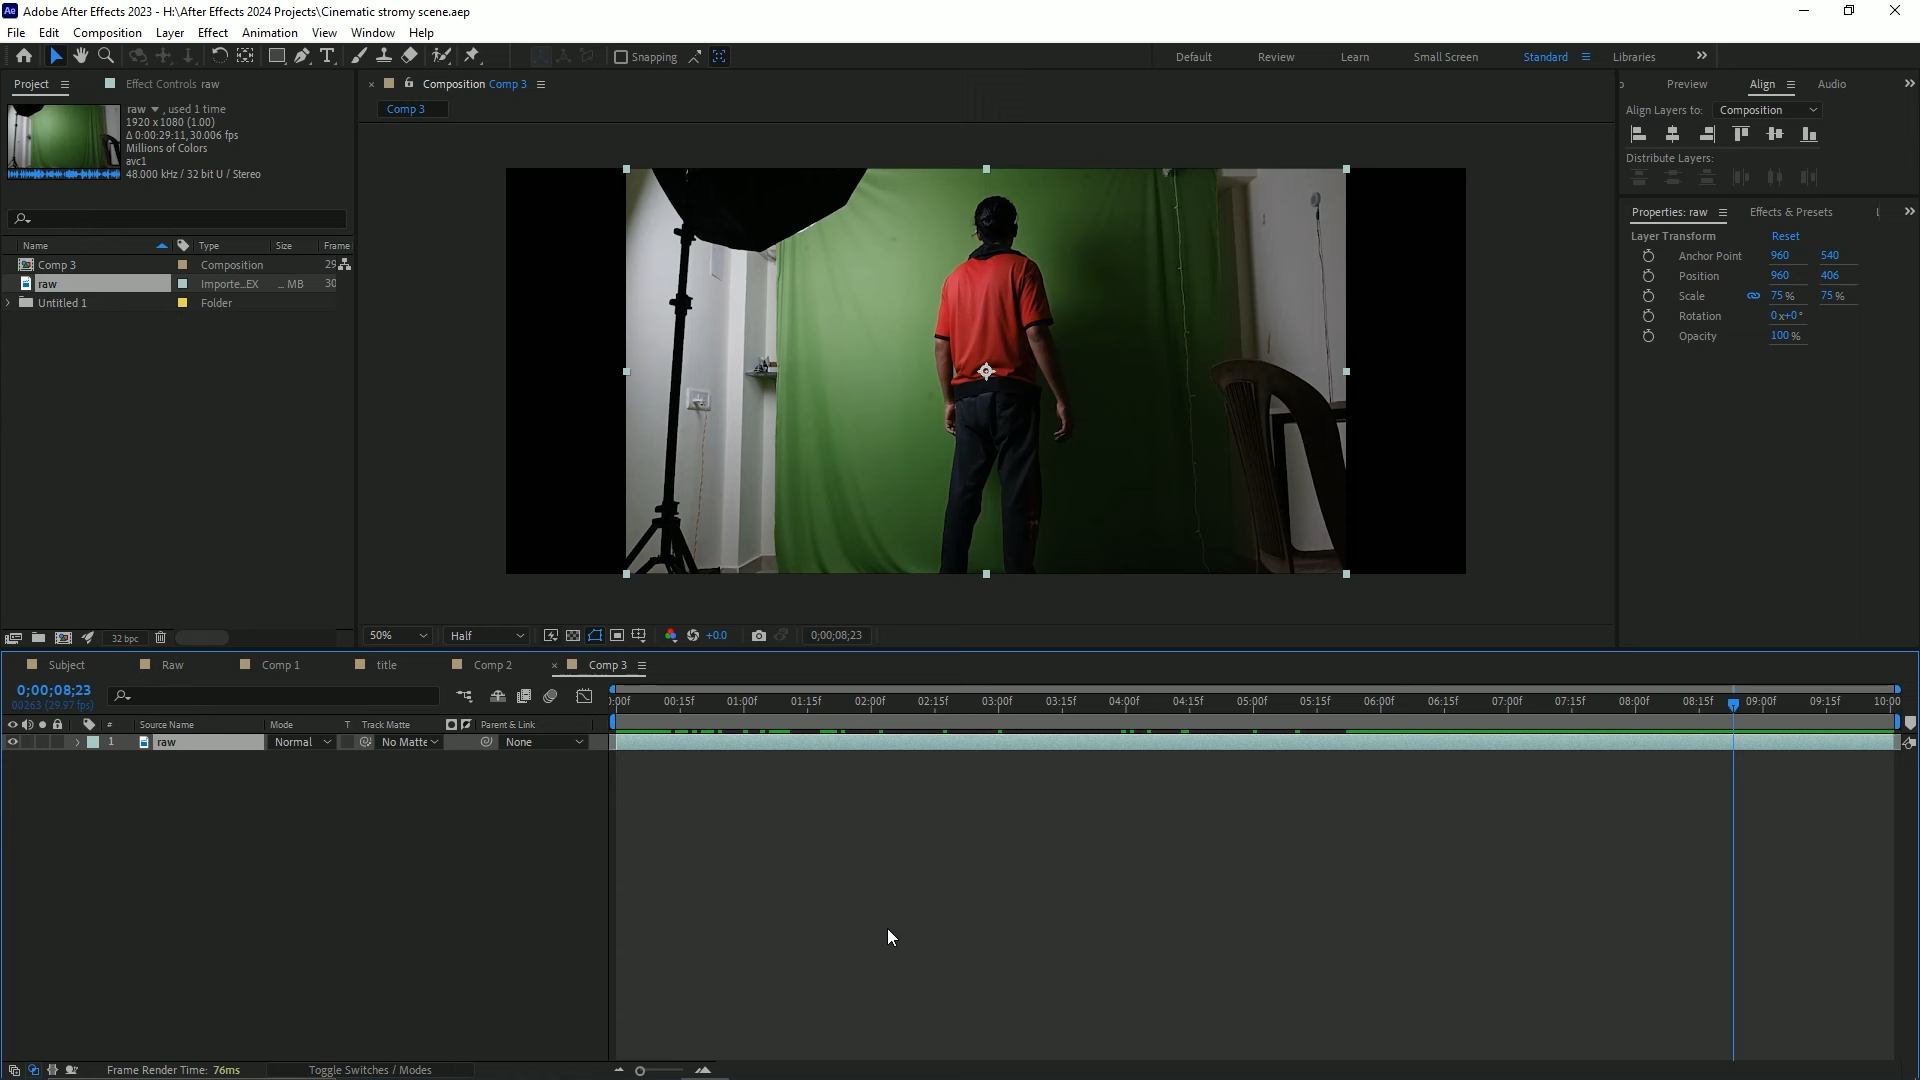 Adobe After Effects 2023 - H:\After Effects 2024 Projects\Cinematic stromy scene.aep
File Edit Composition Layer Effect Animation View Window Help
Snapping
Default Review Learn Small Screen Standard Libraries
Project Effect Controls raw
raw , used 1 time
1920 x 1080 (1.00)
Δ 0:00:29:11, 30.006 fps
Millions of Colors
avc1
48.000 kHz / 32 bit U / Stereo
Name Type Size Frame
Comp 3 Composition 29
raw Importe...EX ... MB 30
Untitled 1 Folder
32 bpc
Composition Comp 3
Comp 3
50% Half +0.0 0;00;08;23
Preview Align Audio
Align Layers to: Composition
Distribute Layers:
Properties: raw Effects & Presets
Layer Transform Reset
Anchor Point 960 540
Position 960 406
Scale 75% 75%
Rotation 0x+0°
Opacity 100%
Subject Raw Comp 1 title Comp 2 Comp 3
0;00;08;23
00263 (29.97 fps)
):00f 00:15f 01:00f 01:15f 02:00f 02:15f 03:00f 03:15f 04:00f 04:15f 05:00f 05:15f 06:00f 06:15f 07:00f 07:15f 08:00f 08:15f 09:00f 09:15f 10:00
# Source Name Mode T Track Matte Parent & Link
1 raw Normal No Matte None
Frame Render Time: 76ms Toggle Switches / Modes